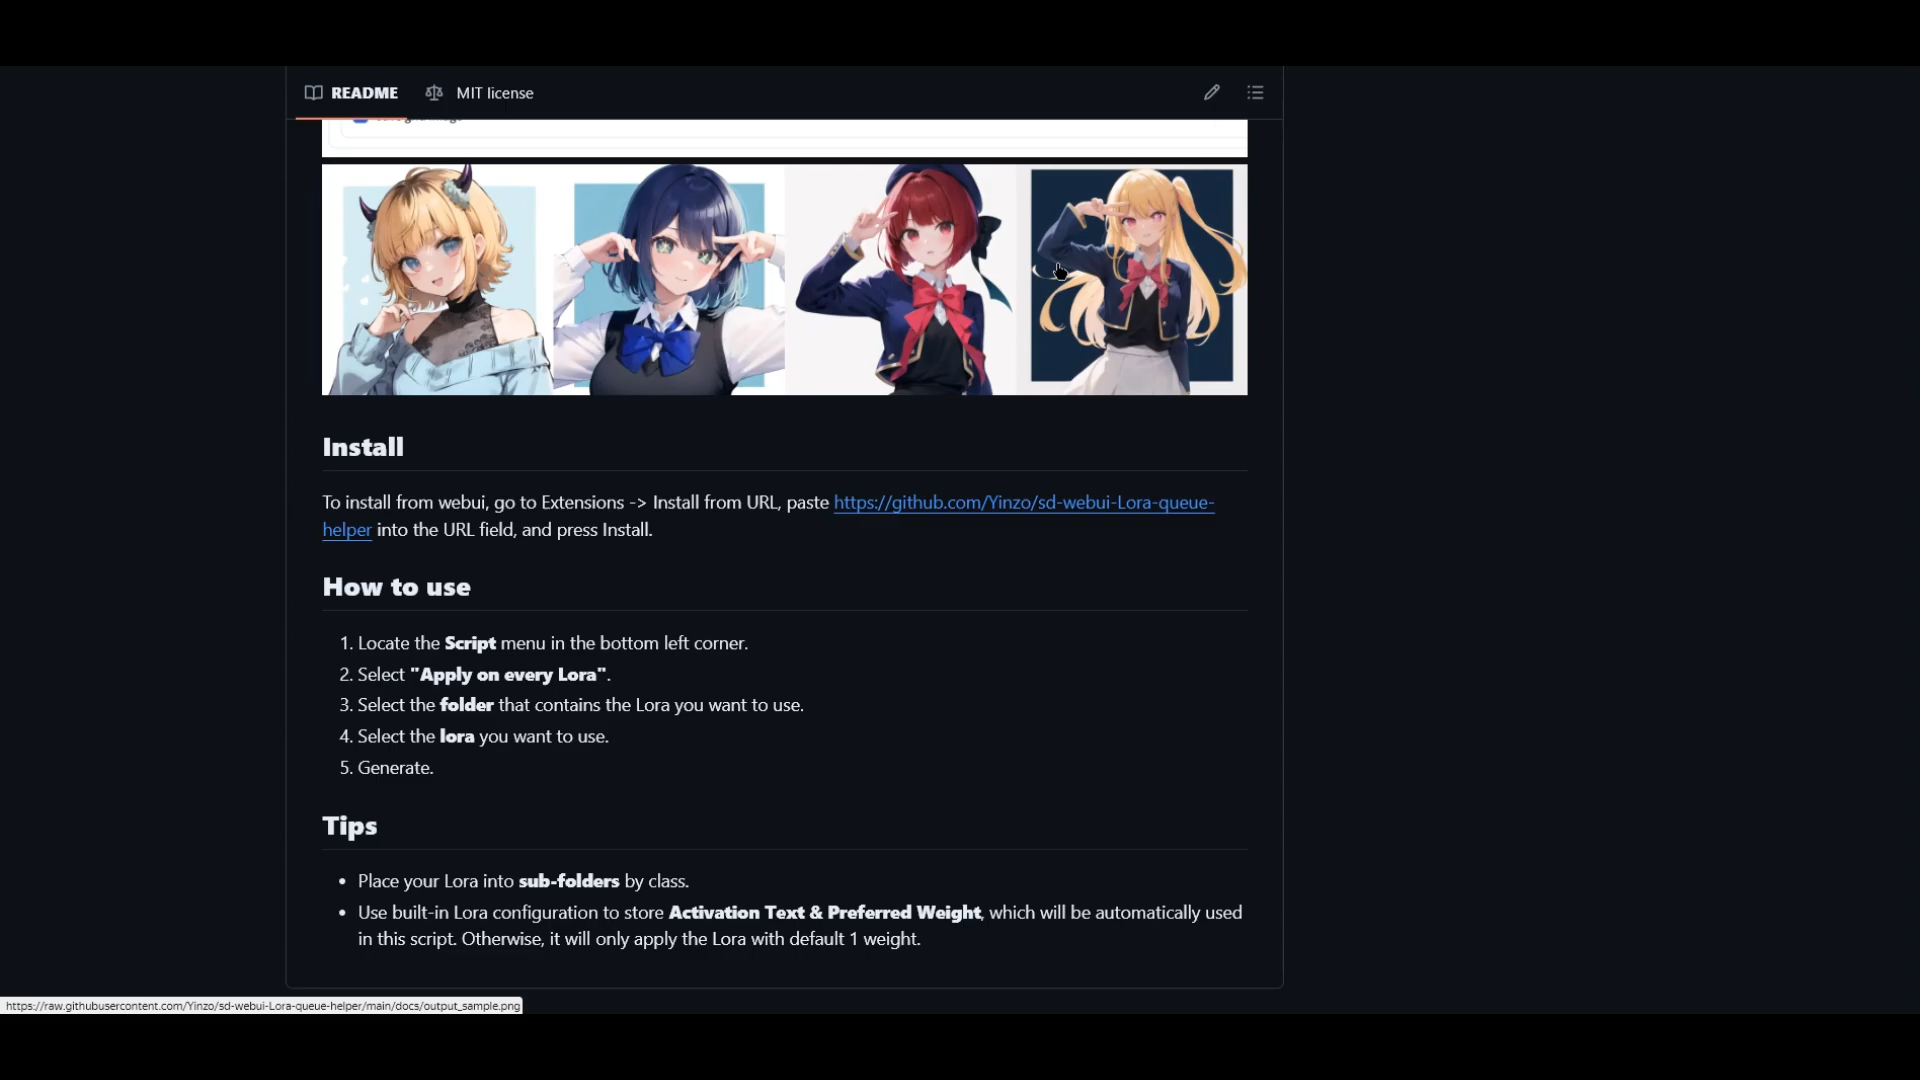 README MIT license
Install
To install from webui, go to Extensions -> Install from URL, paste https://github.com/Yinzo/sd-webui-Lora-queue-
helper into the URL field, and press Install.
How to use
1. Locate the Script menu in the bottom left corner.
2. Select "Apply on every Lora".
3. Select the folder that contains the Lora you want to use.
4. Select the lora you want to use.
5. Generate.
Tips
• Place your Lora into sub-folders by class.
• Use built-in Lora configuration to store Activation Text & Preferred Weight, which will be automatically used
in this script. Otherwise, it will only apply the Lora with default 1 weight.
https://raw.githubusercontent.com/Yinzo/sd-webui-Lora-queue-helper/main/docs/output_sample.png